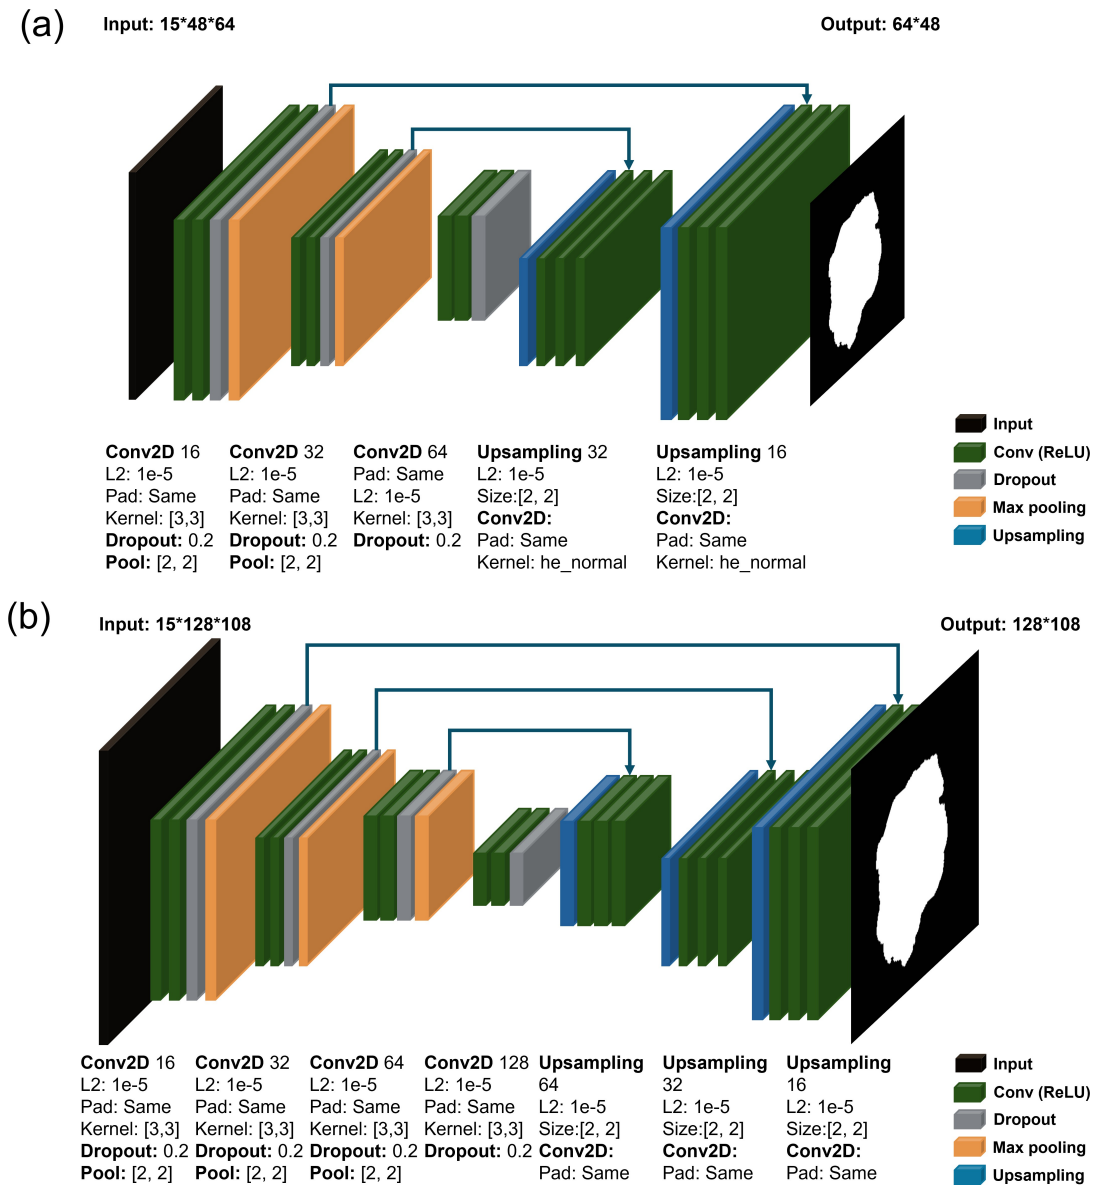 (a)
Input: 15*48*64
Output: 64*48
Conv2D 16
L2: 1e-5
Pad: Same
Kernel: [3,3]
Dropout: 0.2
Pool: [2, 2]
Conv2D 32
L2: 1e-5
Pad: Same
Kernel: [3,3]
Dropout: 0.2
Pool: [2, 2]
Conv2D 64
Pad: Same
L2: 1e-5
Kernel: [3,3]
Dropout: 0.2
Upsampling 32
L2: 1e-5
Size:[2, 2]
Conv2D:
Pad: Same
Kernel: he_normal
Upsampling 16
L2: 1e-5
Size:[2, 2]
Conv2D:
Pad: Same
Kernel: he_normal
Input
Conv (ReLU)
Dropout
Max pooling
Upsampling
(b)
Input: 15*128*108
Output: 128*108
Conv2D 16
L2: 1e-5
Pad: Same
Kernel: [3,3]
Dropout: 0.2
Pool: [2, 2]
Conv2D 32
L2: 1e-5
Pad: Same
Kernel: [3,3]
Dropout: 0.2
Pool: [2, 2]
Conv2D 64
L2: 1e-5
Pad: Same
Kernel: [3,3]
Dropout: 0.2
Pool: [2, 2]
Conv2D 128
L2: 1e-5
Pad: Same
Kernel: [3,3]
Dropout: 0.2
Upsampling
64
L2: 1e-5
Size:[2, 2]
Conv2D:
Pad: Same
Upsampling
32
L2: 1e-5
Size:[2, 2]
Conv2D:
Pad: Same
Upsampling
16
L2: 1e-5
Size:[2, 2]
Conv2D:
Pad: Same
Input
Conv (ReLU)
Dropout
Max pooling
Upsampling